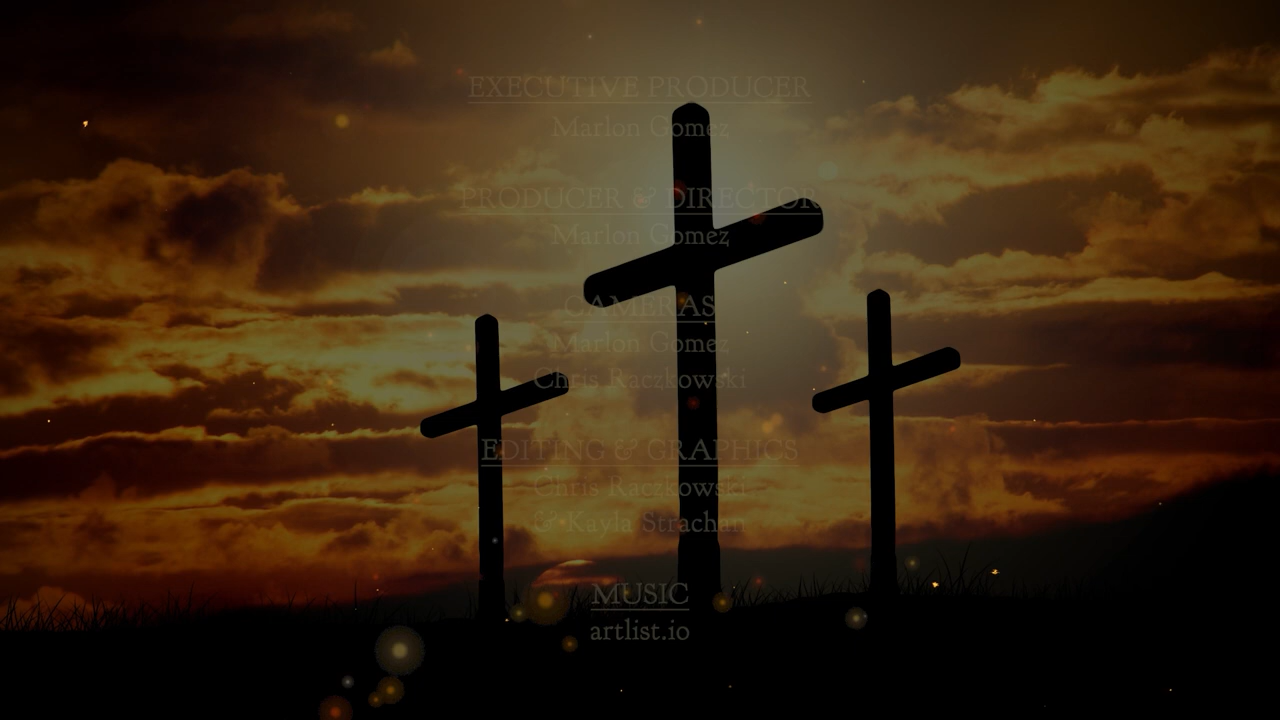 EXECUTIVE PRODUCER
Marlon Gomez
PRODUCER & DIRECTOR
Marlon Gomez
CAMERAS
Marlon Gomez
Chris Raczkowski
EDITING & GRAPHICS
Chris Raczkowski
& Kayla Strachan
MUSIC
artlist.io